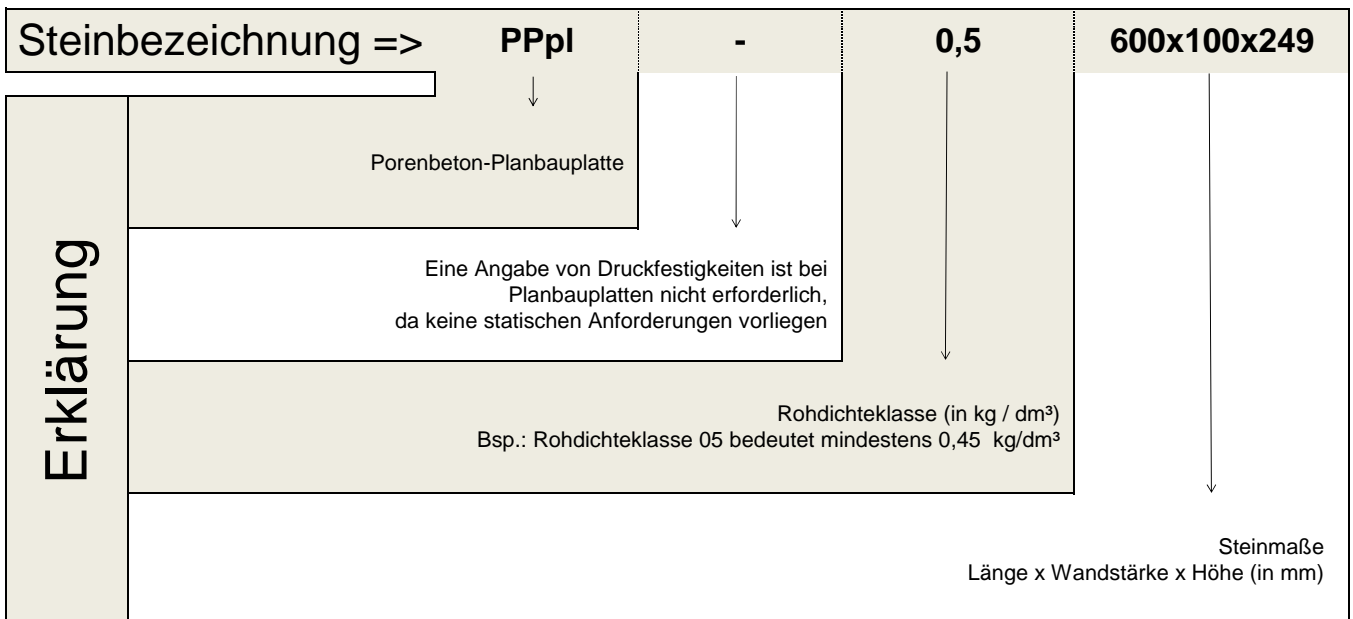 Steinbezeichnung => PPpl - 0,5 600x100x249
Erklärung
Porenbeton-Planbauplatte
Eine Angabe von Druckfestigkeiten ist bei
Planbauplatten nicht erforderlich,
da keine statischen Anforderungen vorliegen
Rohdichteklasse (in kg / dm³)
Bsp.: Rohdichteklasse 05 bedeutet mindestens 0,45 kg/dm³
Steinmaße
Länge x Wandstärke x Höhe (in mm)